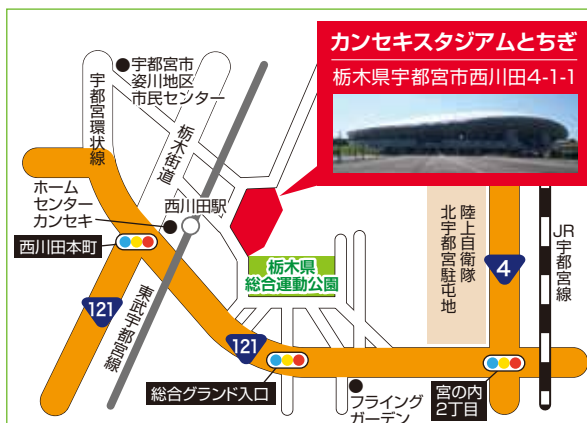 カンセキスタジアムとちぎ
栃木県宇都宮市西川田4-1-1
宇都宮市
姿川地区
市民センター
宇都宮環状線
栃木街道
ホーム
センター
カンセキ
西川田駅
西川田本町
121
東武宇都宮線
栃木県
総合運動公園
陸上自衛隊
北宇都宮駐屯地
4
JR宇都宮線
121
総合グランド入口
フライング
ガーデン
宮の内
2丁目